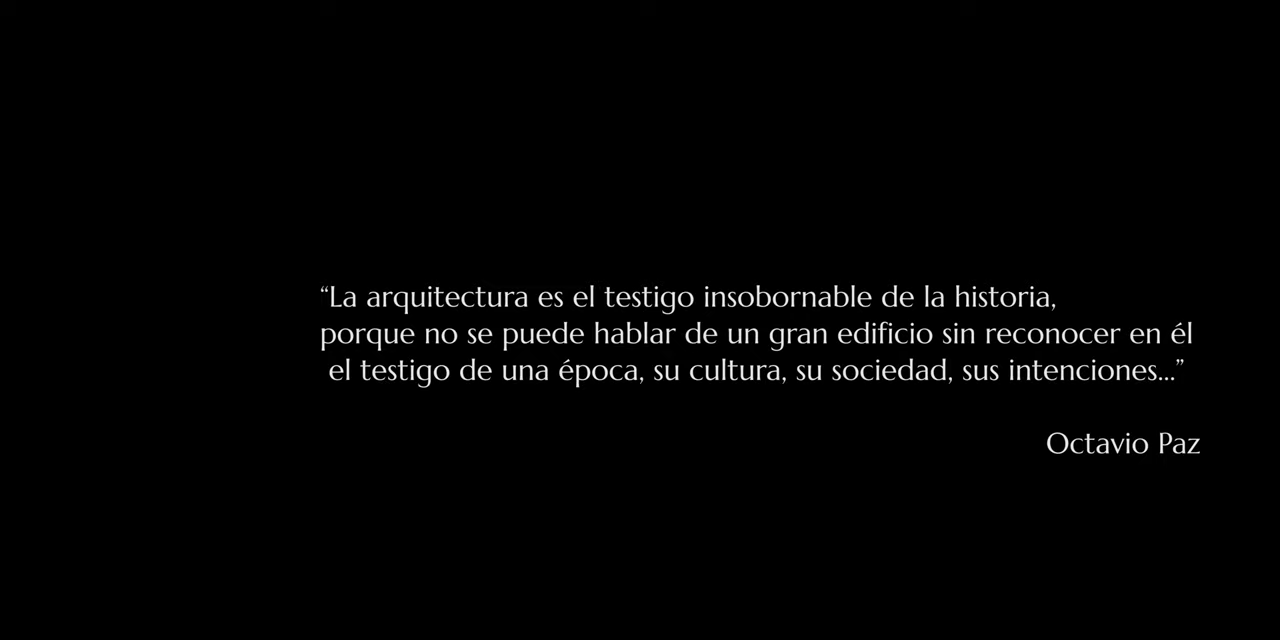 “La arquitectura es el testigo insobornable de la historia,
porque no se puede hablar de un gran edificio sin reconocer en él
el testigo de una época, su cultura, su sociedad, sus intenciones...”
Octavio Paz